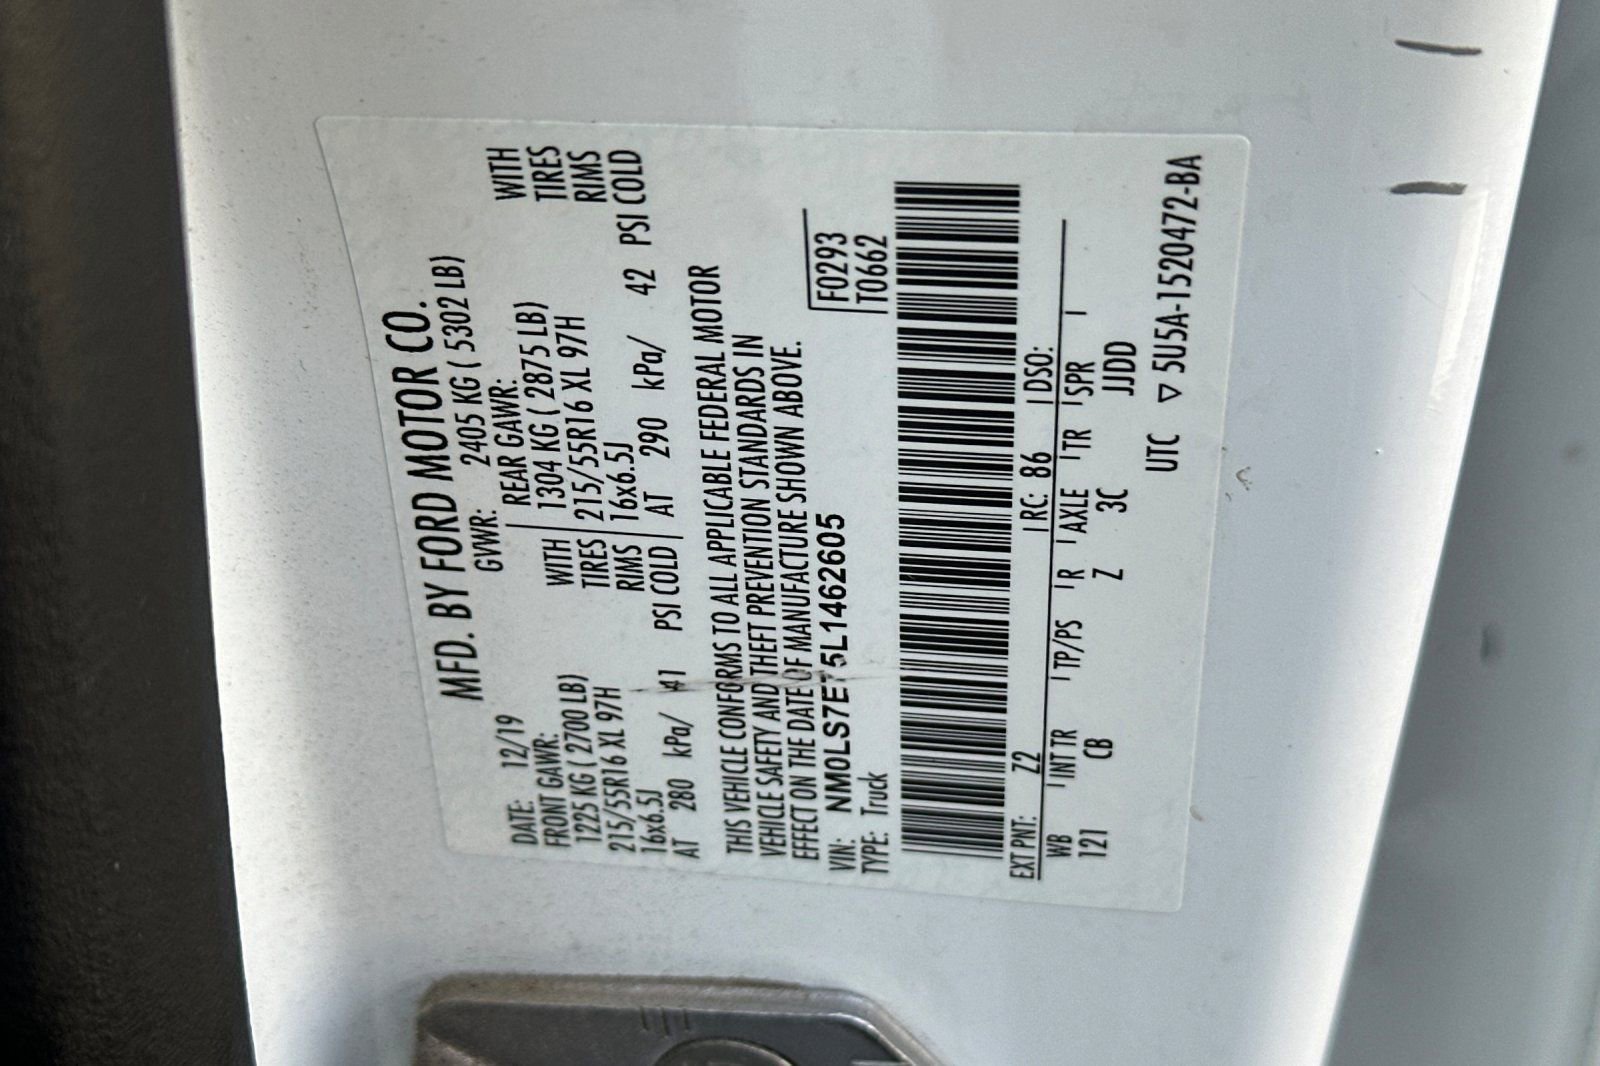 MFD. BY FORD MOTOR CO.
DATE: 12/19 GVWR: 2405 KG ( 5302 LB)
FRONT GAWR: REAR GAWR:
1225 KG ( 2700 LB) WITH 1304 KG ( 2875 LB) WITH
215/55R16 XL 97H TIRES 215/55R16 XL 97H TIRES
16x6.5J RIMS 16x6.5J RIMS
AT 280 kPa/ 41 PSI COLD AT 290 kPa/ 42 PSI COLD
THIS VEHICLE CONFORMS TO ALL APPLICABLE FEDERAL MOTOR
VEHICLE SAFETY AND THEFT PREVENTION STANDARDS IN
EFFECT ON THE DATE OF MANUFACTURE SHOWN ABOVE.
VIN: NM0LS7E75L1462605 F0293
TYPE: Truck T0662
EXT PNT: Z2 RC: 86 DSO:
WB INT TR TP/PS R AXLE TR SPR
121 CB Z 3C JJDD
UTC ▽ 5U5A-1520472-BA